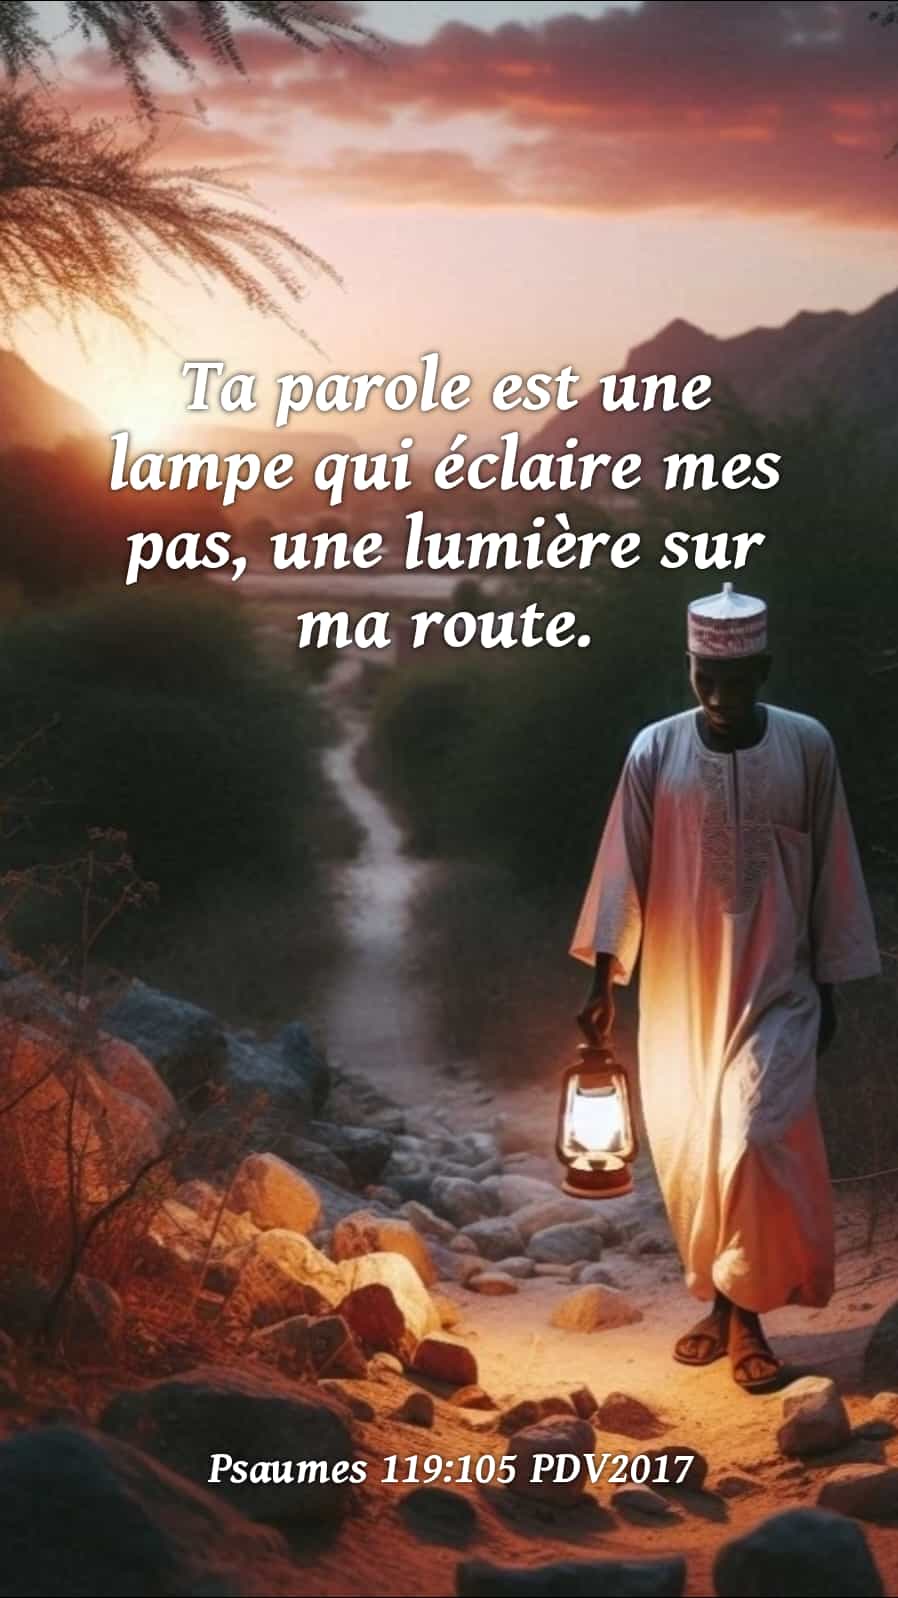 Ta parole est une
lampe qui éclaire mes
pas, une lumière sur
ma route.
Psaumes 119:105 PDV2017